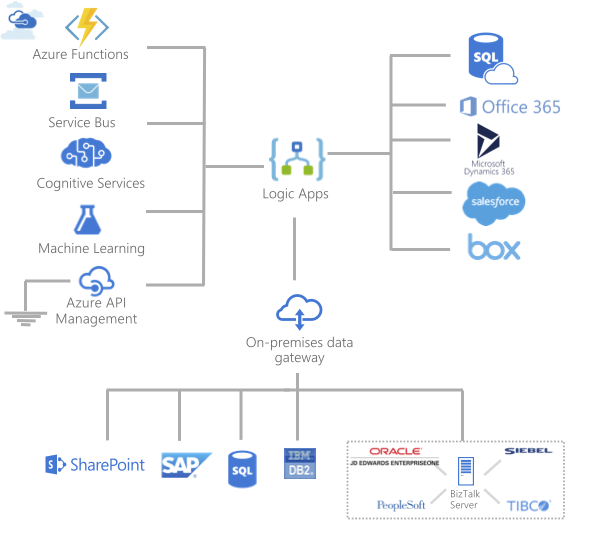 Azure Functions
Service Bus
Cognitive Services
Machine Learning
Azure API
Management
Logic Apps
SQL
Office 365
Microsoft
Dynamics 365
salesforce
box
On-premises data
gateway
S
SharePoint
SAP
SQL
IBM
DB2.
ORACLE
JD EDWARDS ENTERPRISEONE
SIEBEL
BizTalk
Server
PeopleSoft
TIBCO